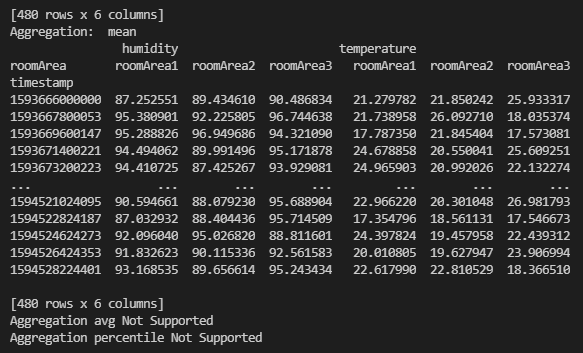 [480 rows x 6 columns]
Aggregation:  mean
humidity temperature
roomArea roomArea1 roomArea2 roomArea3 roomArea1 roomArea2 roomArea3
timestamp
1593666000000 87.252551 89.434610 90.486834 21.279782 21.850242 25.933317
1593667800053 95.380901 92.225805 96.744638 21.738958 26.092710 18.035374
1593669600147 95.288826 96.949686 94.321090 17.787350 21.845404 17.573081
1593671400221 94.494062 89.991496 95.171878 24.678858 20.550041 25.609251
1593673200223 94.410725 87.425267 93.929081 24.965903 20.992026 22.132274
... ... ... ... ... ... ...
1594521024095 90.594661 88.079230 95.688904 22.966220 20.301048 26.981793
1594522824187 87.032932 88.404436 95.714509 17.354796 18.561131 17.546673
1594524624273 92.096040 95.026820 88.811601 24.397824 19.457958 22.439312
1594526424353 91.832623 90.115336 92.561583 20.010805 19.627947 23.906994
1594528224401 93.168535 89.656614 95.243434 22.617990 22.810529 18.366510
[480 rows x 6 columns]
Aggregation avg Not Supported
Aggregation percentile Not Supported